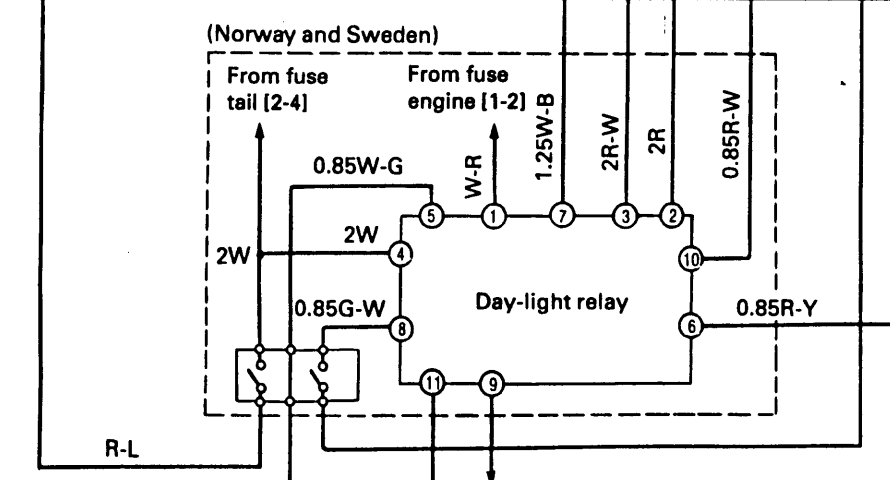 (Norway and Sweden)
From fuse
tail [2-4]
From fuse
engine [1-2]
0.85W-G
W-R
1.25W-B
2R-W
2R
0.85R-W
5
1
7
3
2
2W
2W
4
10
Day-light relay
0.85G-W
8
6
0.85R-Y
11
9
R-L